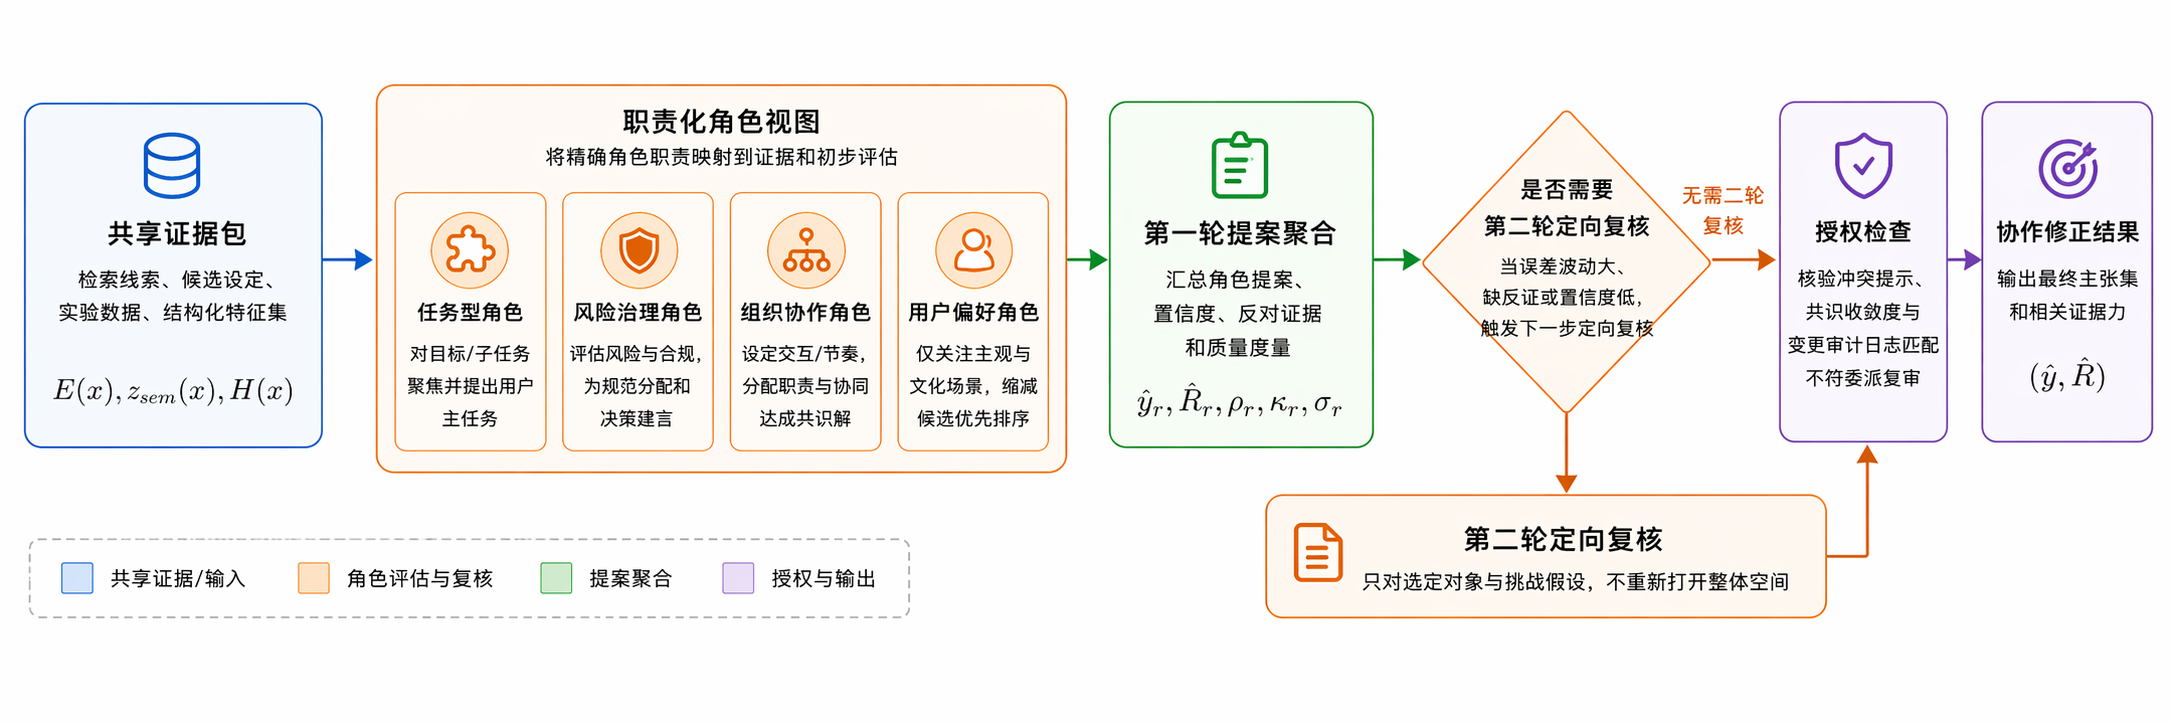 共享证据包
检索线索、候选设定、
实验数据、结构化特征集
E(x), z_{sem}(x), H(x)
职责化角色视图
将精确角色职责映射到证据和初步评估
任务型角色
对目标/子任务
聚焦并提出用户
主任务
风险治理角色
评估风险与合规，
为规范分配和
决策建言
组织协作角色
设定交互/节奏，
分配职责与协同
达成共识解
用户偏好角色
仅关注主观与
文化场景，缩减
候选优先排序
第一轮提案聚合
汇总角色提案、
置信度、反对证据
和质量度量
ŷ_r, R̂_r, ρ_r, κ_r, σ_r
是否需要
第二轮定向复核
当误差波动大、
缺反证或置信度低，
触发下一步定向复核
无需二轮
复核
授权检查
核验冲突提示、
共识收敛度与
变更审计日志匹配
不符委派复审
协作修正结果
输出最终主张集
和相关证据力
(ŷ, R̂)
第二轮定向复核
只对选定对象与挑战假设，不重新打开整体空间
共享证据/输入
角色评估与复核
提案聚合
授权与输出